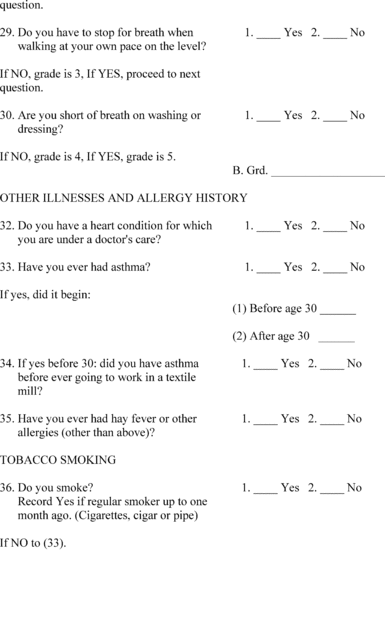 question.
29. Do you have to stop for breath when 1. ____ Yes 2. ____ No
walking at your own pace on the level?
If NO, grade is 3, If YES, proceed to next
question.
30. Are you short of breath on washing or 1. ____ Yes 2. ____ No
dressing?
If NO, grade is 4, If YES, grade is 5.
B. Grd. ____________________
OTHER ILLNESSES AND ALLERGY HISTORY
32. Do you have a heart condition for which 1. ____ Yes 2. ____ No
you are under a doctor's care?
33. Have you ever had asthma? 1. ____ Yes 2. ____ No
If yes, did it begin:
(1) Before age 30 ______
(2) After age 30 ______
34. If yes before 30: did you have asthma 1. ____ Yes 2. ____ No
before ever going to work in a textile
mill?
35. Have you ever had hay fever or other 1. ____ Yes 2. ____ No
allergies (other than above)?
TOBACCO SMOKING
36. Do you smoke? 1. ____ Yes 2. ____ No
Record Yes if regular smoker up to one
month ago. (Cigarettes, cigar or pipe)
If NO to (33).